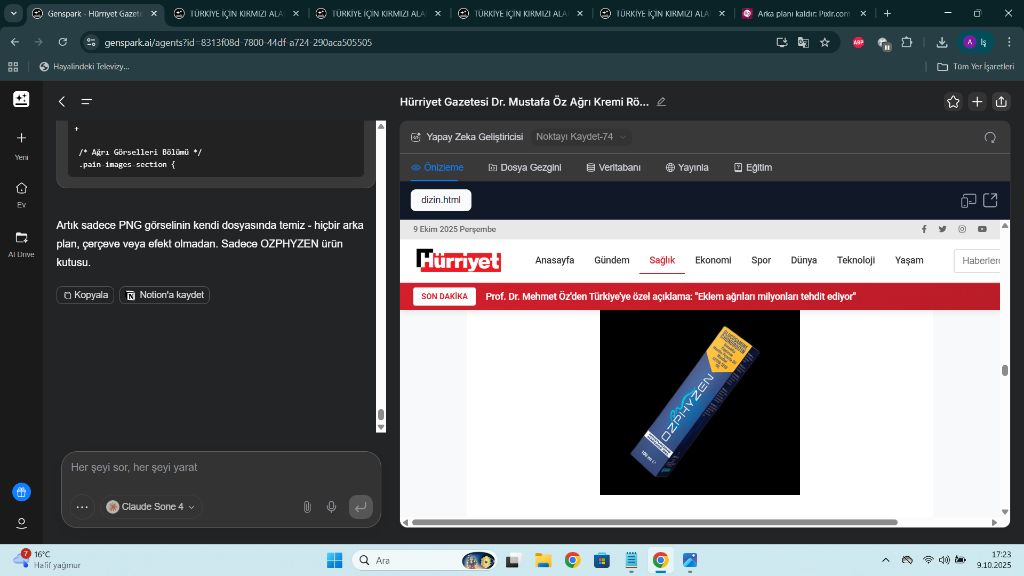 Genspark - Hürriyet Gazete
TÜRKİYE İÇİN KIRMIZI ALA
TÜRKİYE İÇİN KIRMIZI ALA
TÜRKİYE İÇİN KIRMIZI ALA
TÜRKİYE İÇİN KIRMIZI ALA
Arka planı kaldır: Pixlr.com
genspark.ai/agents?id=8313f08d-7800-44df-a724-290aca505505
ABP
A
İş
Hayalindeki Televizy...
Tüm Yer İşaretleri
Yeni
Ev
AI Drive
+
/* Ağrı Görselleri Bölümü */
.pain-images-section {
Artık sadece PNG görselinin kendi dosyasında temiz - hiçbir arka
plan, çerçeve veya efekt olmadan. Sadece OZPHYZEN ürün
kutusu.
Kopyala
Notion'a kaydet
Her şeyi sor, her şeyi yarat
Claude Sone 4
Hürriyet Gazetesi Dr. Mustafa Öz Ağrı Kremi Rö...
Yapay Zeka Geliştiricisi
Noktayı Kaydet-74
Önizleme
Dosya Gezgini
Veritabanı
Yayınla
Eğitim
dizin.html
9 Ekim 2025 Perşembe
Hürriyet
Anasayfa
Gündem
Sağlık
Ekonomi
Spor
Dünya
Teknoloji
Yaşam
Haberlerd
SON DAKİKA
Prof. Dr. Mehmet Öz'den Türkiye'ye özel açıklama: "Eklem ağrıları milyonları tehdit ediyor"
OZPHYZEN
100 ml e
7
16°C
Hafif yağmur
Ara
17:23
9.10.2025